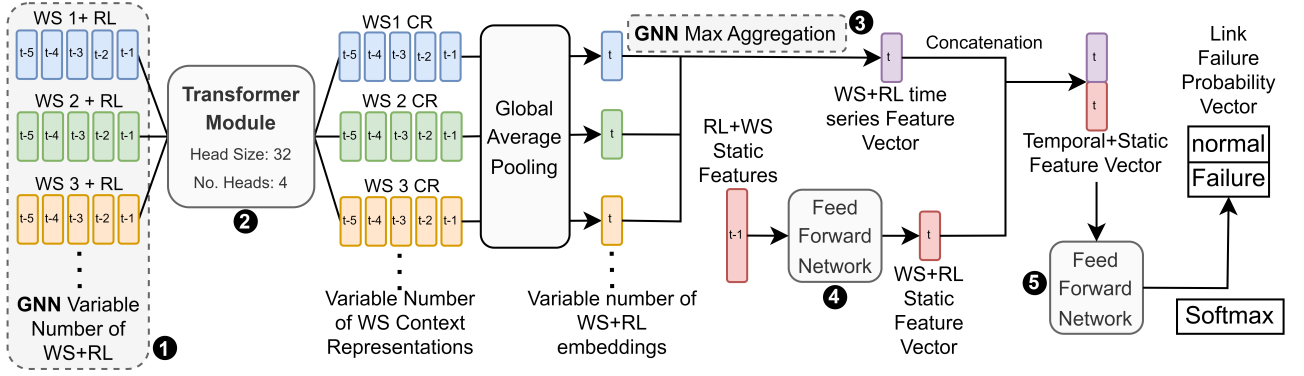 WS 1+ RL
t-5 t-4 t-3 t-2 t-1
WS 2 + RL
t-5 t-4 t-3 t-2 t-1
WS 3 + RL
t-5 t-4 t-3 t-2 t-1
GNN Variable
Number of
WS+RL
1
Transformer
Module
Head Size: 32
No. Heads: 4
2
WS1 CR
t-5 t-4 t-3 t-2 t-1
WS 2 CR
t-5 t-4 t-3 t-2 t-1
WS 3 CR
t-5 t-4 t-3 t-2 t-1
Variable Number
of WS Context
Representations
Global
Average
Pooling
t
t
t
Variable number of
WS+RL
embeddings
GNN Max Aggregation
3
t
WS+RL time
series Feature
Vector
RL+WS
Static
Features
t-1
Feed
Forward
Network
4
t
WS+RL
Static
Feature
Vector
Concatenation
t
t
Temporal+Static
Feature Vector
Feed
Forward
Network
5
Link
Failure
Probability
Vector
normal
Failure
Softmax